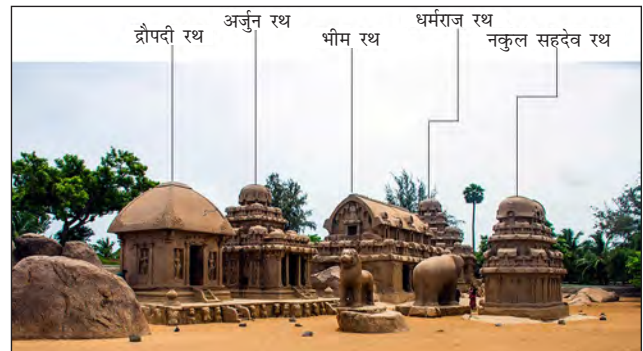 द्रौपदी रथ
अर्जुन रथ
भीम रथ
धर्मराज रथ
नकुल सहदेव रथ